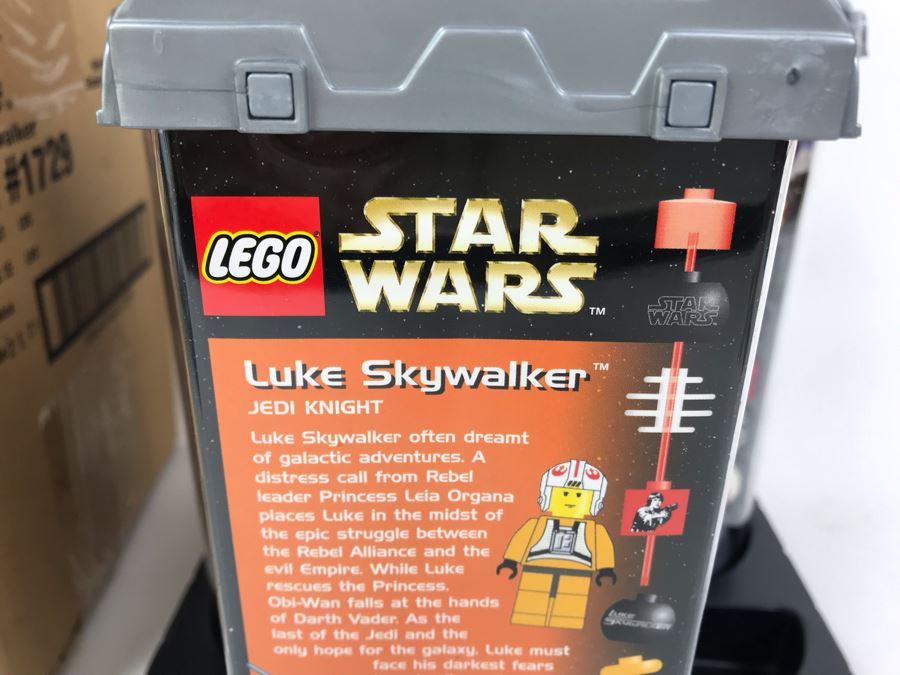 walker
#1729
LEGO
STAR
WARS™
STAR
WARS
Luke Skywalker™
JEDI KNIGHT
Luke Skywalker often dreamt
of galactic adventures. A
distress call from Rebel
leader Princess Leia Organa
places Luke in the midst of
the epic struggle between
the Rebel Alliance and the
evil Empire. While Luke
rescues the Princess,
Obi-Wan falls at the hands
of Darth Vader. As the
last of the Jedi and the
only hope for the galaxy, Luke must
face his darkest fears
Luke
Skywalker